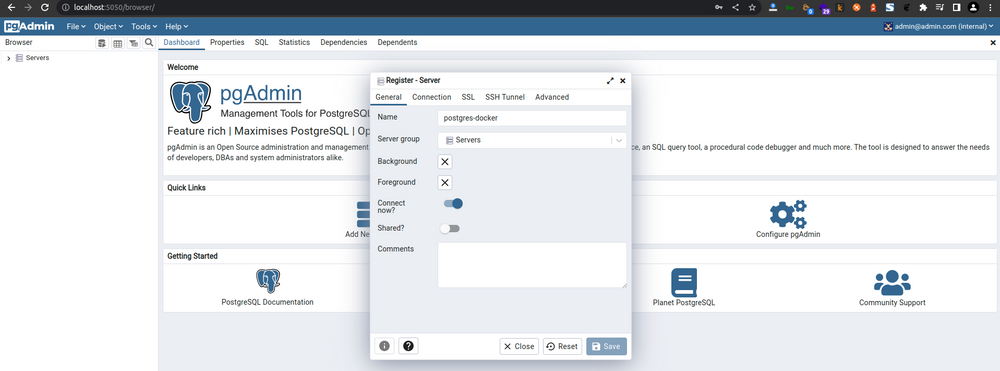 localhost:5050/browser/
0
29
pgAdmin File Object Tools Help admin@admin.com (internal)
Browser
Dashboard Properties SQL Statistics Dependencies Dependents
Servers
Welcome
pgAdmin
Management Tools for PostgreSQL
Feature rich | Maximises PostgreSQL | Op
pgAdmin is an Open Source administration and management
ce, an SQL query tool, a procedural code debugger and much more. The tool is designed to answer the needs
of developers, DBAs and system administrators alike.
Quick Links
Add Ne
Configure pgAdmin
Getting Started
PostgreSQL Documentation
Planet PostgreSQL
Community Support
Register - Server
General Connection SSL SSH Tunnel Advanced
Name postgres-docker
Server group Servers
Background
Foreground
Connect
now?
Shared?
Comments
Close Reset Save